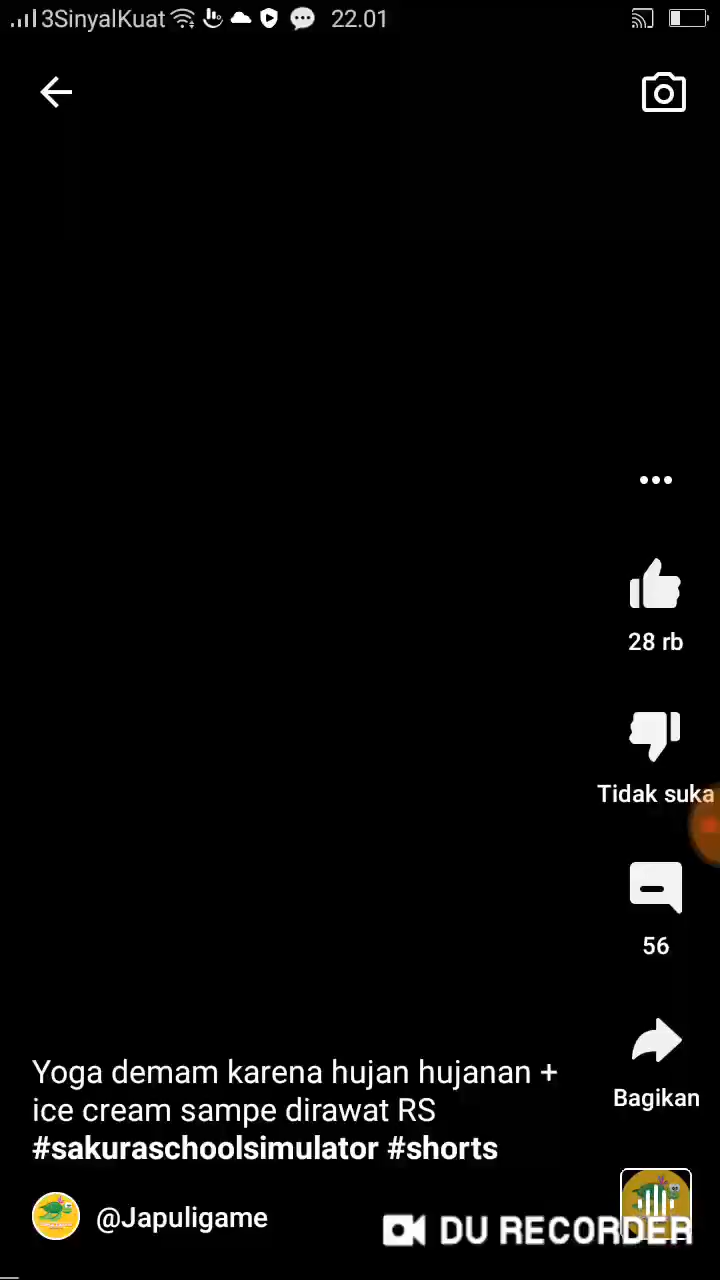 3SinyalKuat 22.01
28 rb
Tidak suka
56
Bagikan
Yoga demam karena hujan hujanan +
ice cream sampe dirawat RS
#sakuraschoolsimulator #shorts
@Japuligame
DU RECORDER